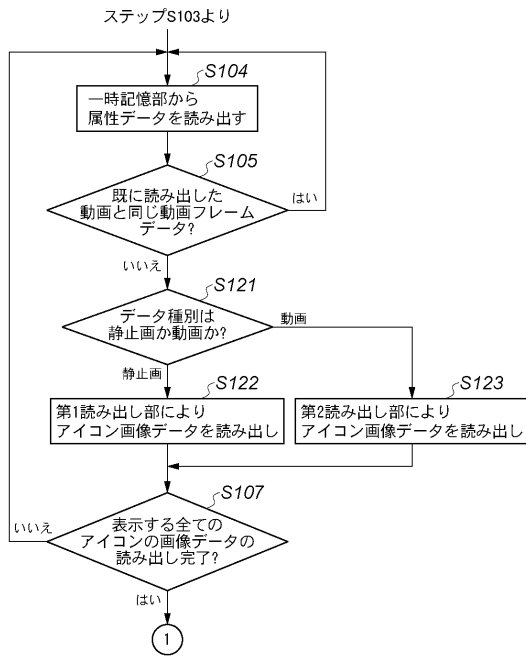 ステップS103より
S104
一時記憶部から
属性データを読み出す
S105
既に読み出した
動画と同じ動画フレーム
データ?
はい
いいえ
S121
データ種別は
静止画か動画か?
動画
静止画
S122
第1読み出し部により
アイコン画像データを読み出し
S123
第2読み出し部により
アイコン画像データを読み出し
S107
表示する全ての
アイコンの画像データの
読み出し完了?
いいえ
はい
1